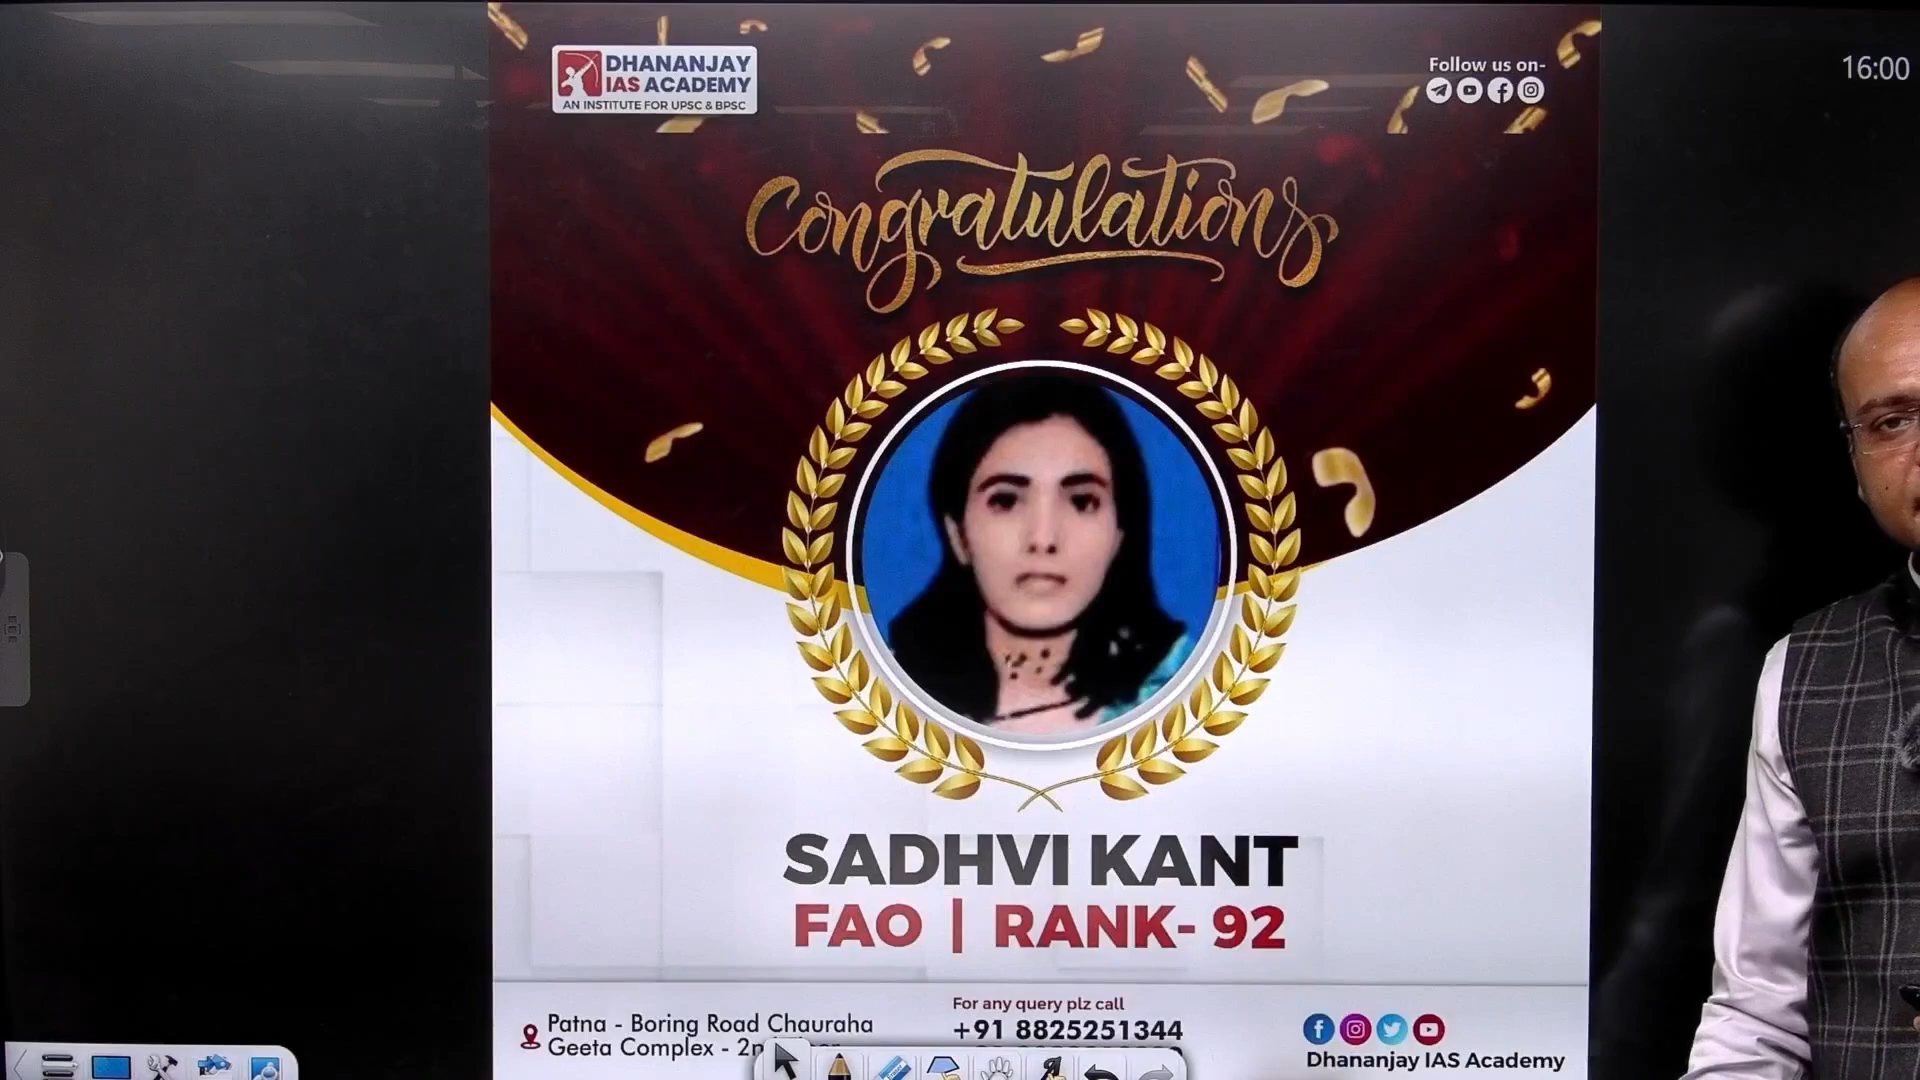 DHANANJAY
IAS ACADEMY
AN INSTITUTE FOR UPSC & BPSC
Follow us on-
16:00
Congratulations
SADHVI KANT
FAO | RANK- 92
For any query plz call
Patna - Boring Road Chauraha
+91 8825251344
Geeta Complex - 2n
Dhananjay IAS Academy